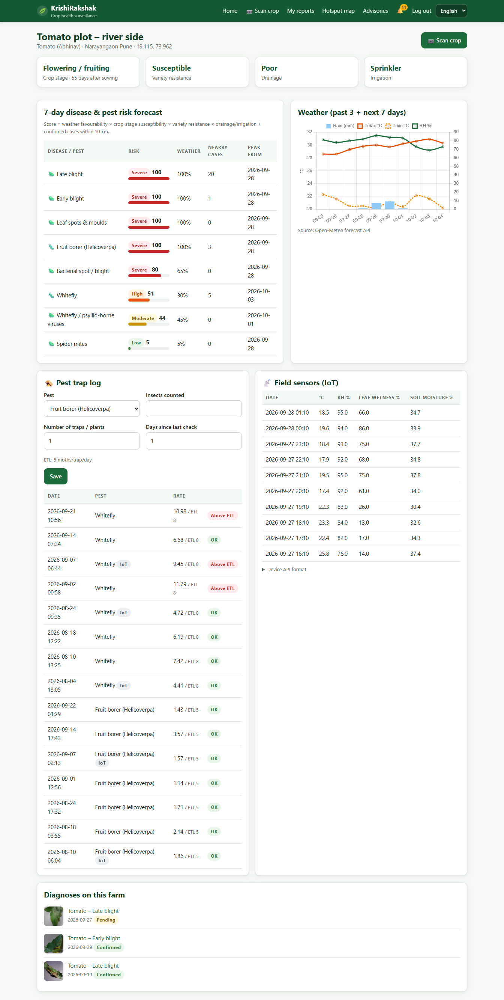 KrishiRakshak
Crop health surveillance
Home
Scan crop
My reports
Hotspot map
Advisories
11
Log out
English
Tomato plot – river side
Tomato (Abhinav) · Narayangaon Pune · 19.115, 73.962
Scan crop
Flowering / fruiting
Crop stage · 55 days after sowing
Susceptible
Variety resistance
Poor
Drainage
Sprinkler
Irrigation
7-day disease & pest risk forecast
Score = weather favourability × crop-stage susceptibility × variety resistance × drainage/irrigation +
confirmed cases within 10 km.
DISEASE / PEST RISK WEATHER NEARBY CASES PEAK FROM
Late blight Severe 100 100% 20 2026-09-28
Early blight Severe 100 100% 1 2026-09-28
Leaf spots & moulds Severe 100 100% 0 2026-09-28
Fruit borer (Helicoverpa) Severe 100 100% 3 2026-09-28
Bacterial spot / blight Severe 80 65% 0 2026-09-28
Whitefly High 51 30% 5 2026-10-03
Whitefly / psyllid-borne viruses Moderate 44 45% 0 2026-10-01
Spider mites Low 5 5% 0 2026-09-28
Weather (past 3 + next 7 days)
Rain (mm) Tmax °C Tmin °C RH %
32 30 28 26 24 22 20
°C
90 80 70 60 50 40 30 20 10 0
09-25 09-26 09-27 09-28 09-29 09-30 10-01 10-02 10-03 10-04
Source: Open-Meteo forecast API
Pest trap log
Pest
Fruit borer (Helicoverpa)
Insects counted
Number of traps / plants
1
Days since last check
1
ETL: 5 moths/trap/day
Save
DATE PEST RATE
2026-09-21 10:56 Whitefly 10.98 / ETL 8 Above ETL
2026-09-14 07:34 Whitefly 6.68 / ETL 8 OK
2026-09-07 06:44 Whitefly IoT 9.45 / ETL 8 Above ETL
2026-09-02 00:58 Whitefly 11.79 / ETL 8 Above ETL
2026-08-24 09:35 Whitefly IoT 4.72 / ETL 8 OK
2026-08-18 12:22 Whitefly 6.19 / ETL 8 OK
2026-08-10 13:25 Whitefly 7.42 / ETL 8 OK
2026-08-04 13:05 Whitefly IoT 4.41 / ETL 8 OK
2026-09-22 01:29 Fruit borer (Helicoverpa) 1.43 / ETL 5 OK
2026-09-14 17:43 Fruit borer (Helicoverpa) 3.57 / ETL 5 OK
2026-09-07 02:13 Fruit borer (Helicoverpa) IoT 1.57 / ETL 5 OK
2026-09-01 12:56 Fruit borer (Helicoverpa) 1.14 / ETL 5 OK
2026-08-24 17:32 Fruit borer (Helicoverpa) 1.71 / ETL 5 OK
2026-08-18 03:55 Fruit borer (Helicoverpa) 2.14 / ETL 5 OK
2026-08-10 06:04 Fruit borer (Helicoverpa) IoT 1.86 / ETL 5 OK
Field sensors (IoT)
DATE °C RH % LEAF WETNESS % SOIL MOISTURE %
2026-09-28 01:10 18.5 95.0 66.0 34.7
2026-09-28 00:10 19.6 94.0 86.0 33.9
2026-09-27 23:10 18.4 91.0 75.0 37.7
2026-09-27 22:10 17.9 92.0 68.0 34.8
2026-09-27 21:10 19.5 95.0 75.0 37.8
2026-09-27 20:10 17.4 92.0 61.0 34.0
2026-09-27 19:10 22.3 83.0 26.0 30.4
2026-09-27 18:10 23.3 84.0 13.0 32.6
2026-09-27 17:10 22.4 82.0 17.0 34.3
2026-09-27 16:10 25.8 76.0 14.0 37.4
Device API format
Diagnoses on this farm
Tomato – Late blight
2026-09-27 Pending
Tomato – Early blight
2026-08-29 Confirmed
Tomato – Late blight
2026-09-19 Confirmed